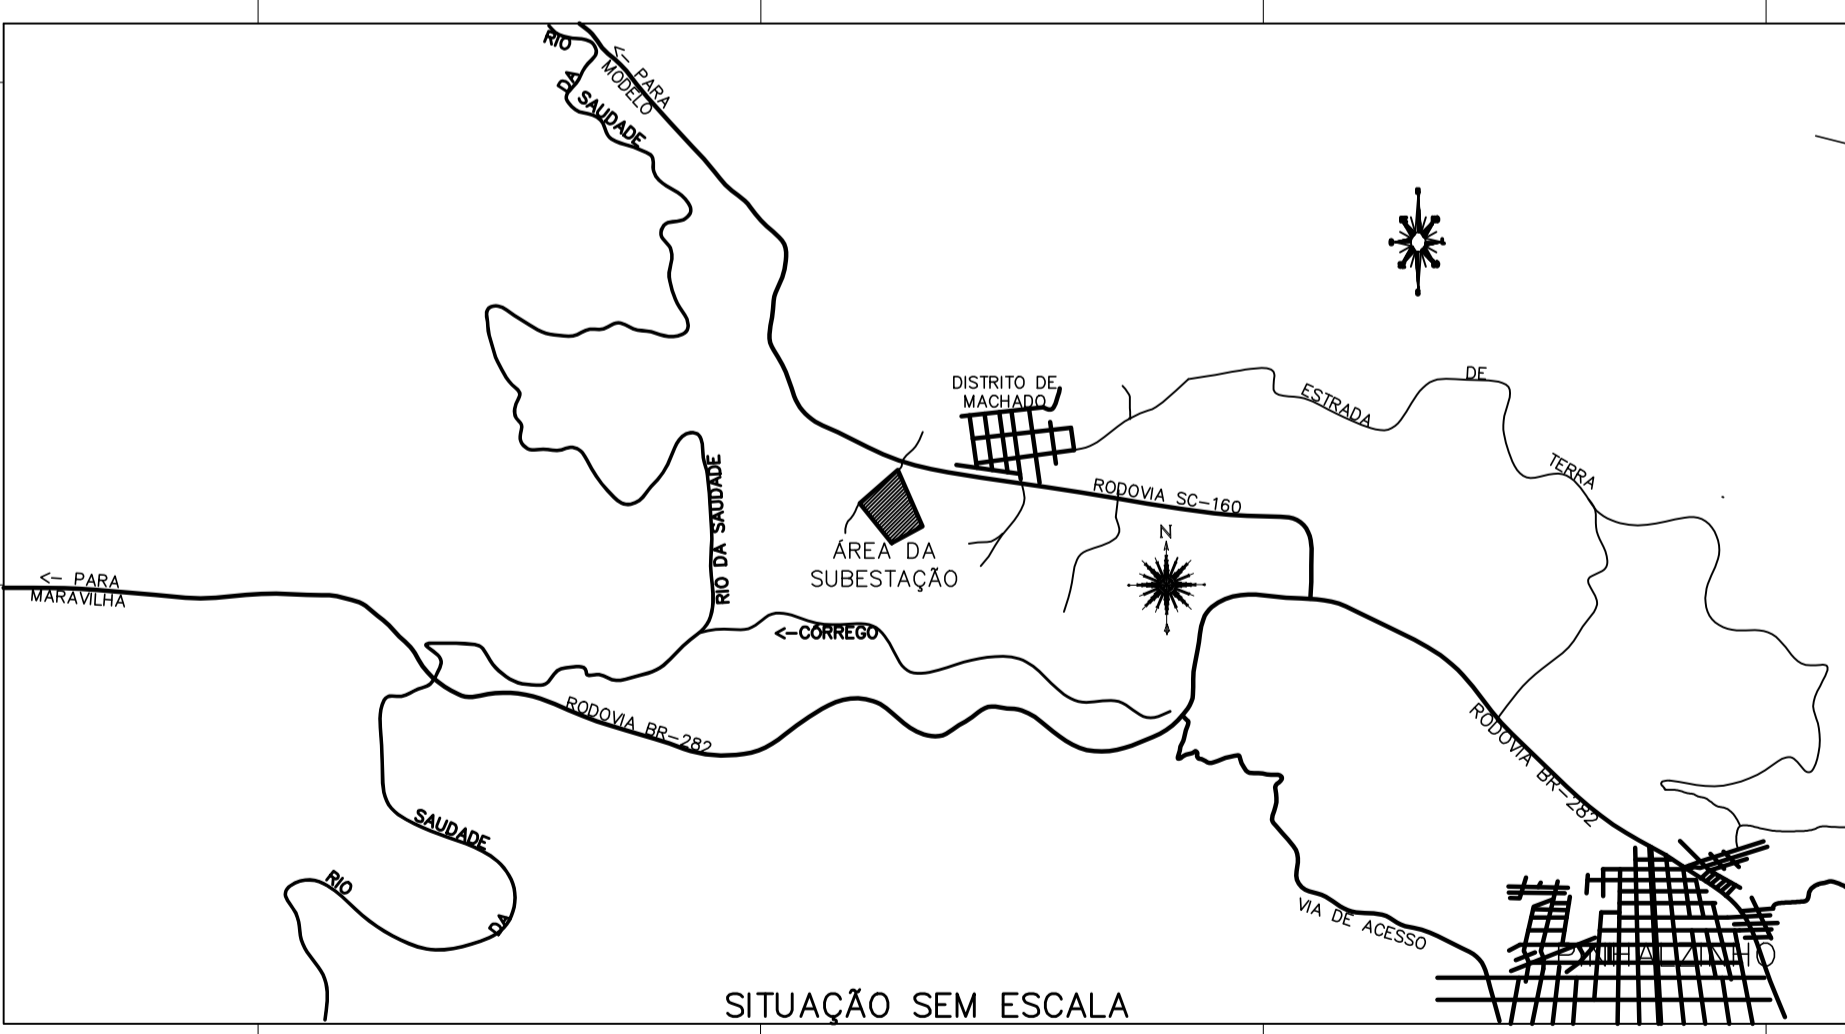 RIO
DA
SAUDADE
<- PARA
MODELO
DISTRITO DE
MACHADO
ESTRADA
DE
TERRA
RODOVIA SC-160
RIO DA SAUDADE
ÁREA DA
SUBESTAÇÃO
N
<- PARA
MARAVILHA
<-CÓRREGO
RODOVIA BR-282
RODOVIA BR-282
SAUDADE
RIO
DA
VIA DE ACESSO
PINHALZINHO
SITUAÇÃO SEM ESCALA